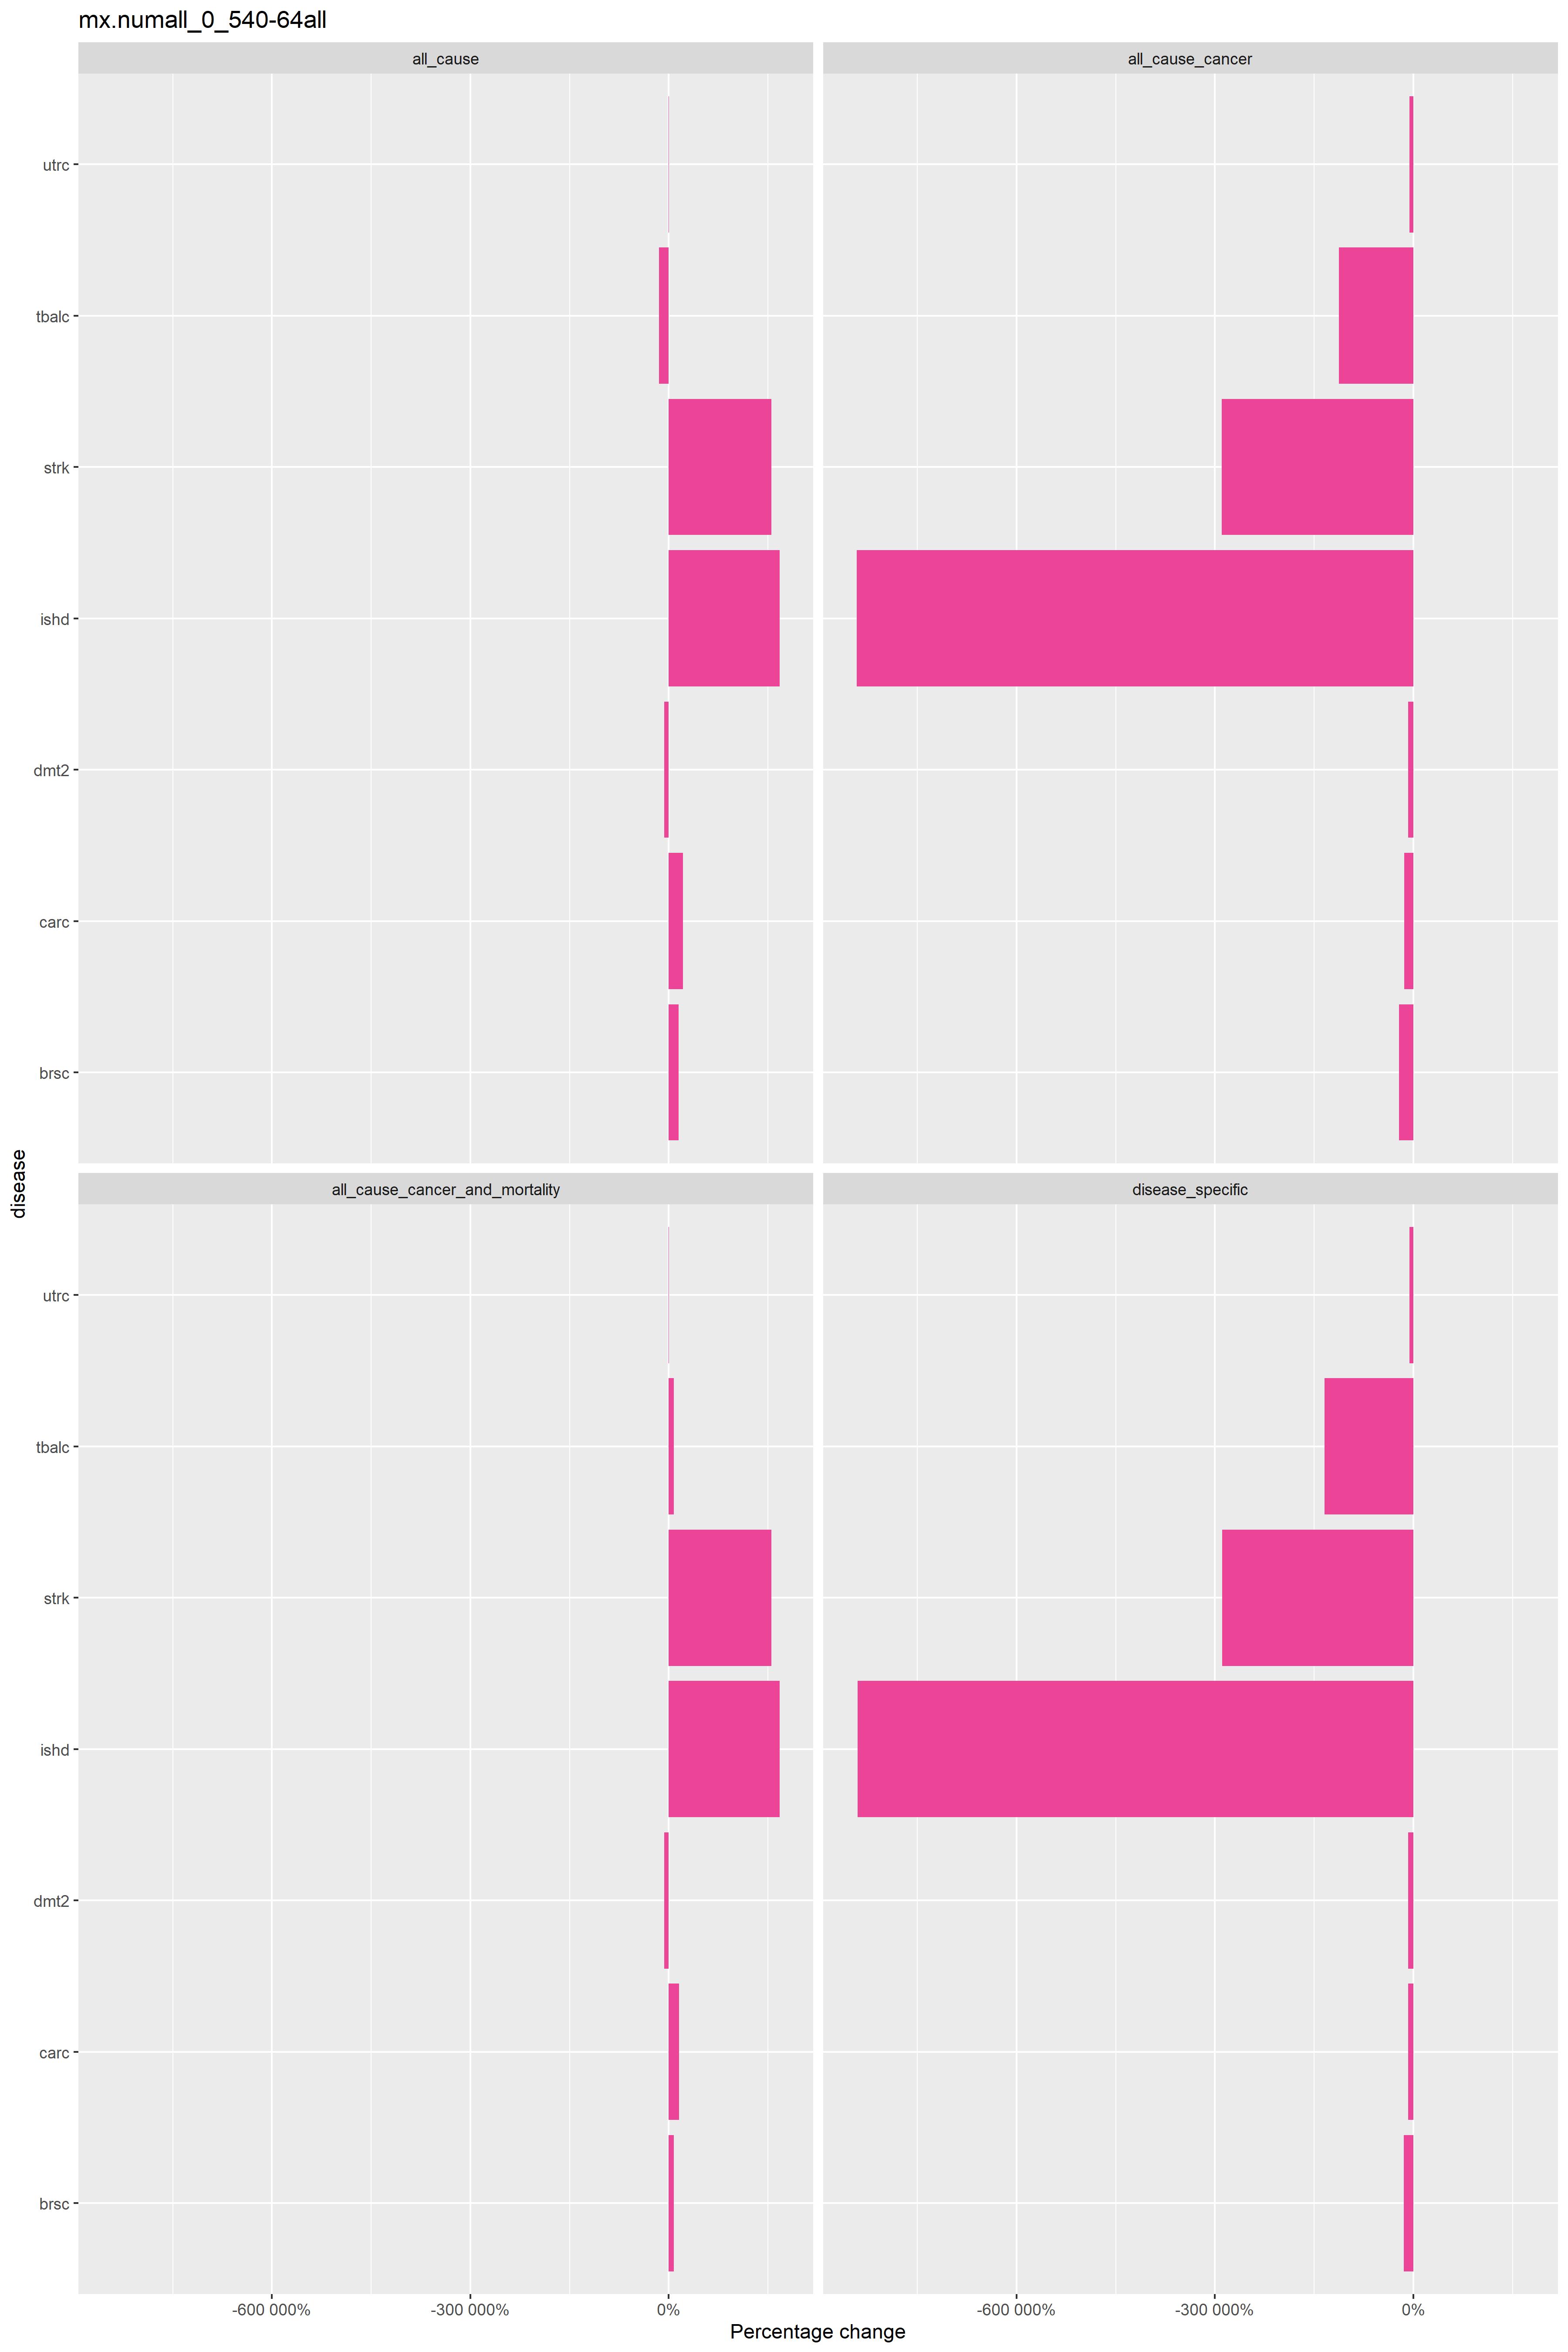 mx.numall_0_540-64all
all_cause
all_cause_cancer
utrc
tbalc
strk
ishd
dmt2
carc
brsc
disease
all_cause_cancer_and_mortality
disease_specific
utrc
tbalc
strk
ishd
dmt2
carc
brsc
-600 000%
-300 000%
0%
-600 000%
-300 000%
0%
Percentage change